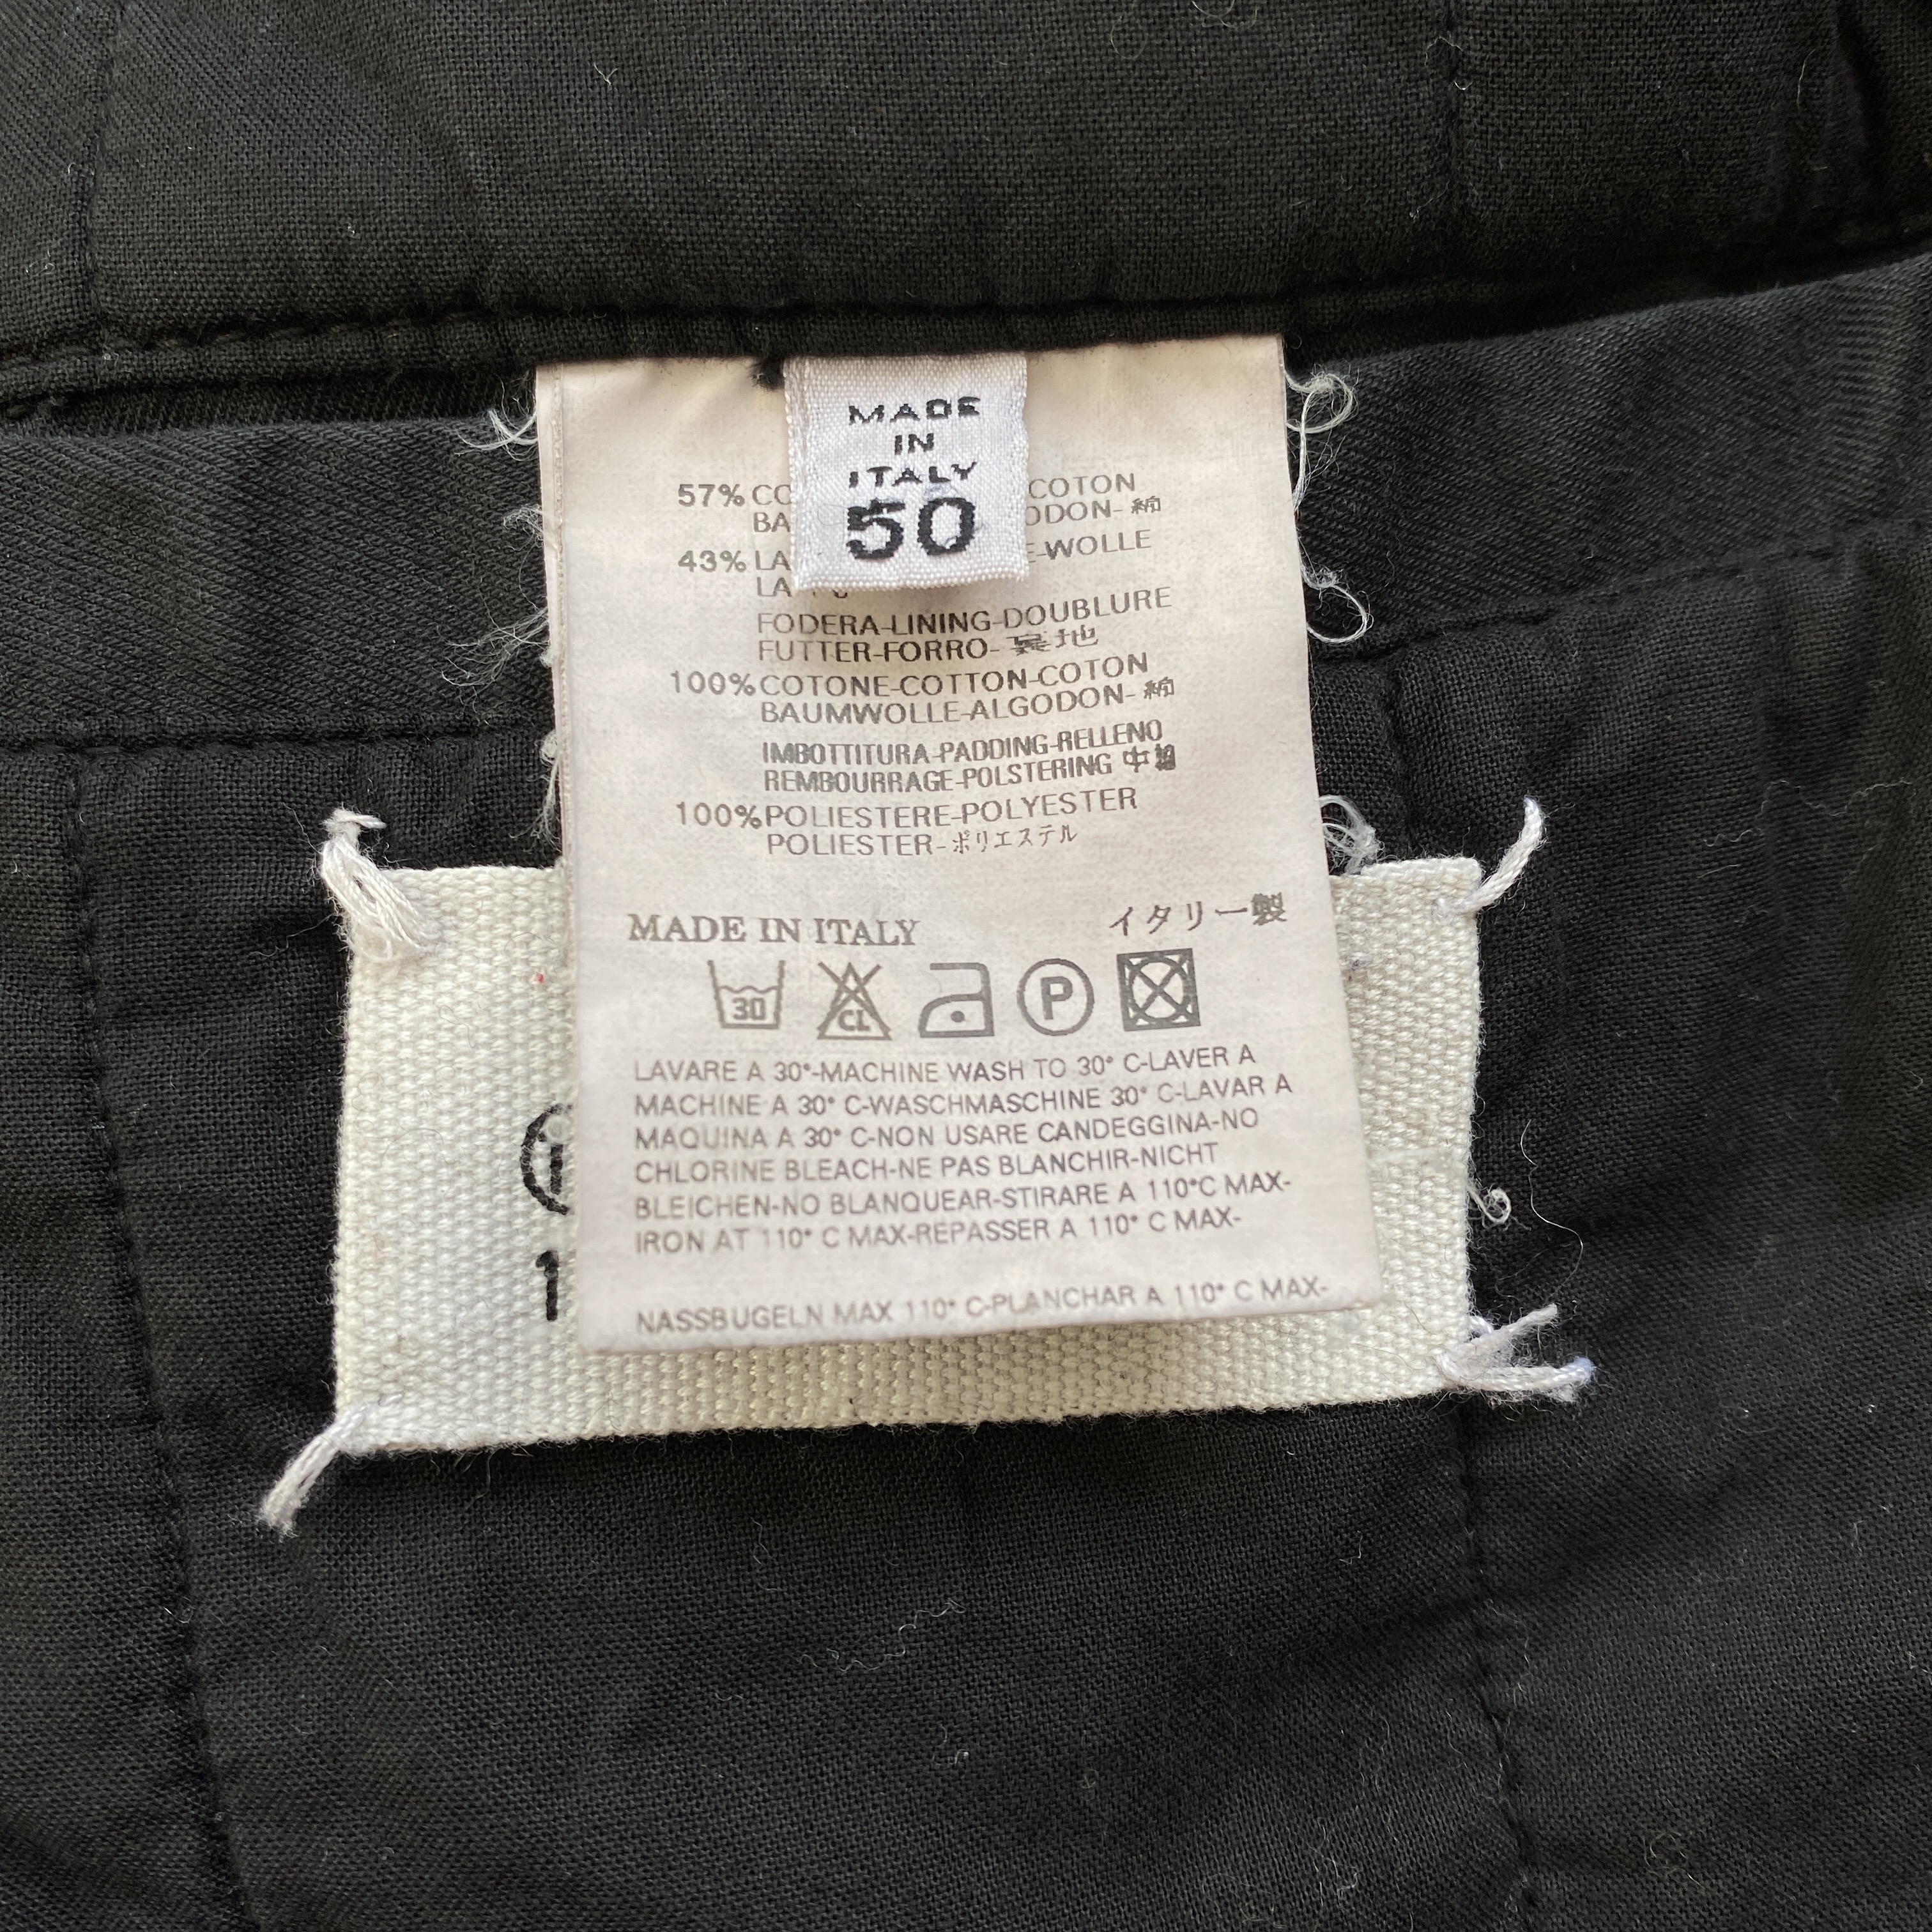 MADE
IN
ITALY
50
57% COTON
綿
43% -WOLLE
FODERA-LINING-DOUBLURE
FUTTER-FORRO- 裏地
100% COTONE-COTTON-COTON
BAUMWOLLE-ALGODON- 綿
IMBOTTITURA-PADDING-RELLENO
REMBOURRAGE-POLSTERING 中
100% POLIESTERE-POLYESTER
POLIESTER-ポリエステル
MADE IN ITALY イタリー製
30 CL P
LAVARE A 30°-MACHINE WASH TO 30° C-LAVER A
MACHINE A 30° C-WASCHMASCHINE 30° C-LAVAR A
MAQUINA A 30° C-NON USARE CANDEGGINA-NO
CHLORINE BLEACH-NE PAS BLANCHIR-NICHT
BLEICHEN-NO BLANQUEAR-STIRARE A 110°C MAX-
IRON AT 110° C MAX-REPASSER A 110° C MAX-
NASSBUGELN MAX 110° C-PLANCHAR A 110° C MAX-